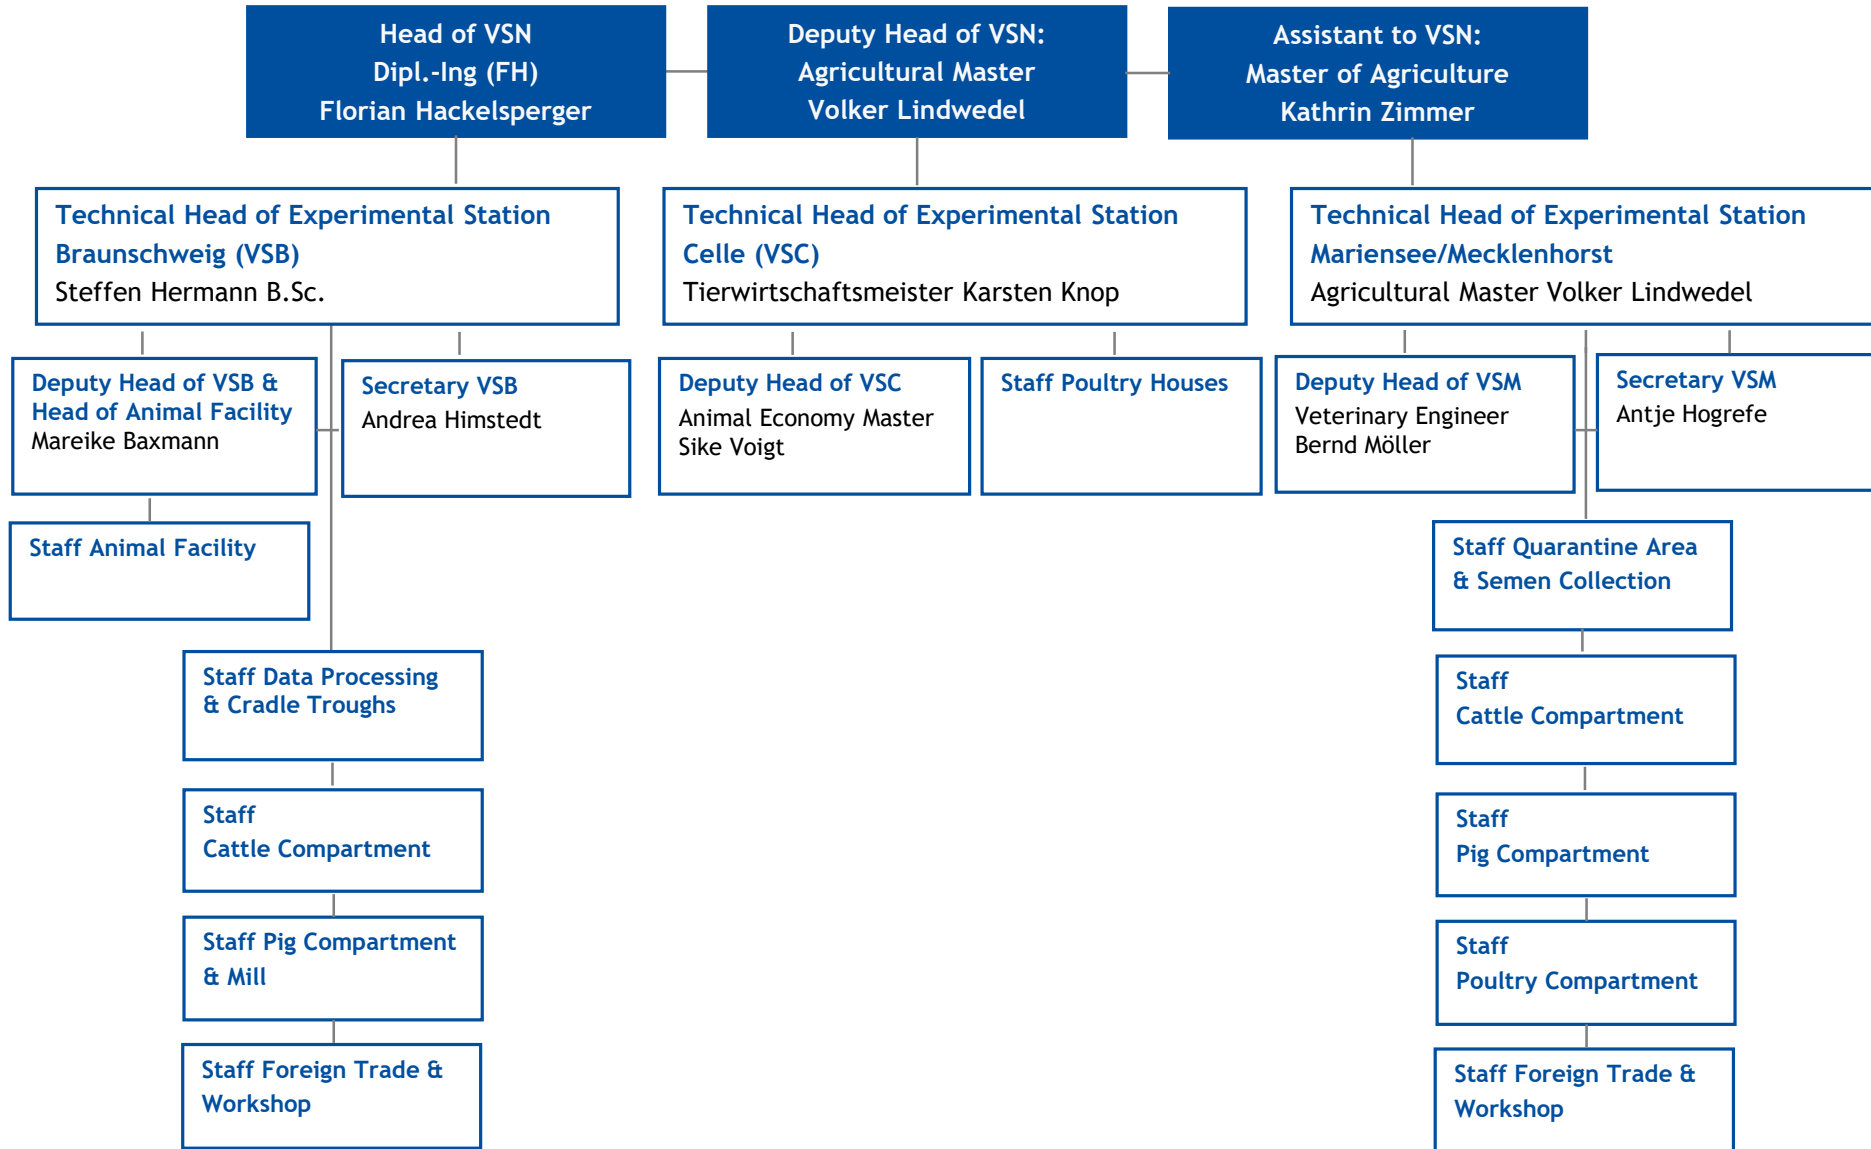 Head of VSN
Dipl.-Ing (FH)
Florian Hackelsperger
Deputy Head of VSN:
Agricultural Master
Volker Lindwedel
Assistant to VSN:
Master of Agriculture
Kathrin Zimmer
Technical Head of Experimental Station
Braunschweig (VSB)
Steffen Hermann B.Sc.
Technical Head of Experimental Station
Celle (VSC)
Tierwirtschaftsmeister Karsten Knop
Technical Head of Experimental Station
Mariensee/Mecklenhorst
Agricultural Master Volker Lindwedel
Deputy Head of VSB &
Head of Animal Facility
Mareike Baxmann
Secretary VSB
Andrea Himstedt
Deputy Head of VSC
Animal Economy Master
Sike Voigt
Staff Poultry Houses
Deputy Head of VSM
Veterinary Engineer
Bernd Möller
Secretary VSM
Antje Hogrefe
Staff Animal Facility
Staff Quarantine Area
& Semen Collection
Staff Data Processing
& Cradle Troughs
Staff
Cattle Compartment
Staff
Cattle Compartment
Staff
Pig Compartment
Staff Pig Compartment
& Mill
Staff
Poultry Compartment
Staff Foreign Trade &
Workshop
Staff Foreign Trade &
Workshop